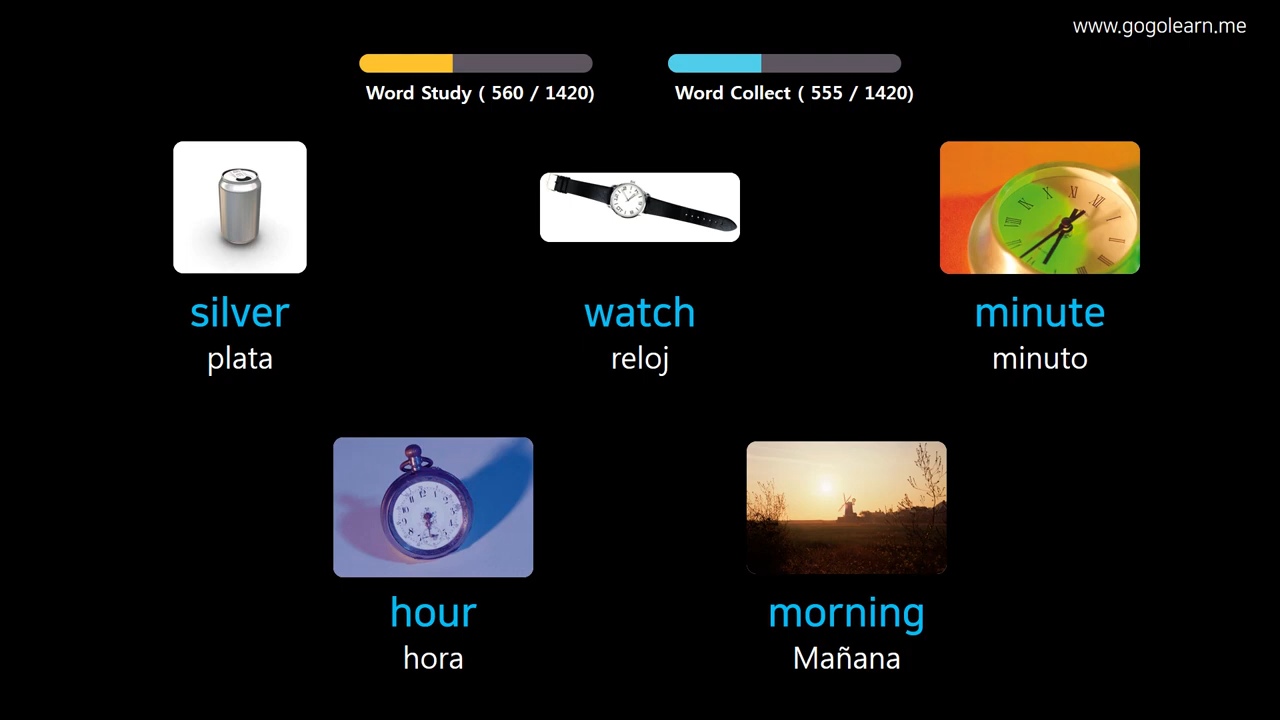 www.gogolearn.me
Word Study ( 560 / 1420)
Word Collect ( 555 / 1420)
silver
plata
watch
reloj
minute
minuto
hour
hora
morning
Mañana